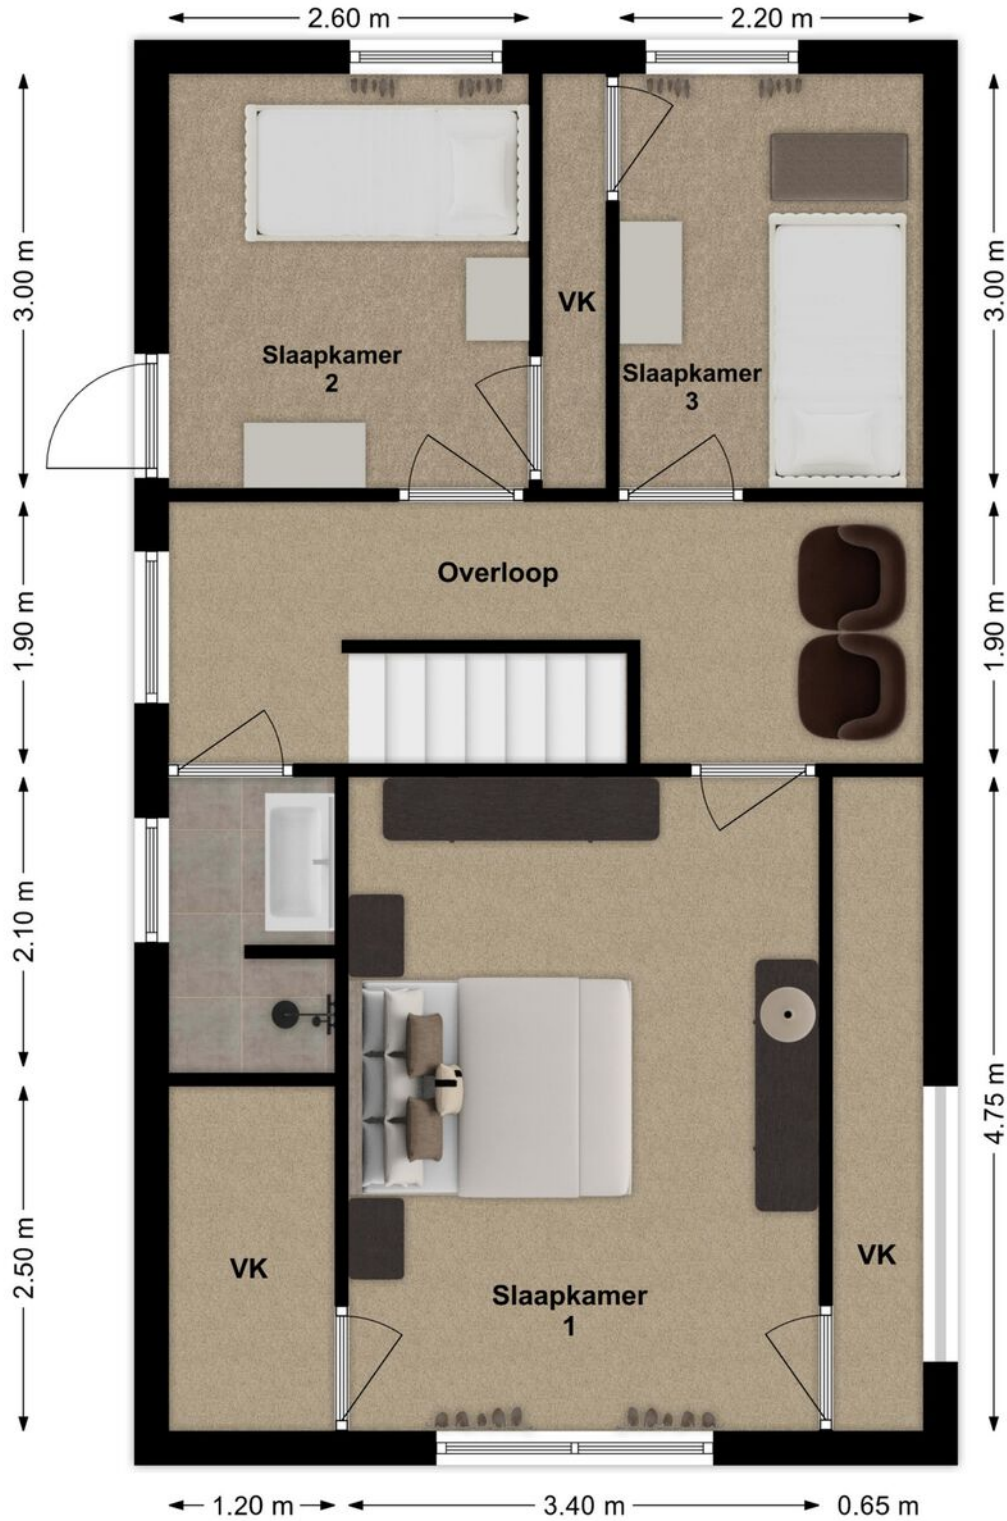 2.60 m
2.20 m
3.00 m
3.00 m
VK
Slaapkamer
2
Slaapkamer
3
Overloop
1.90 m
1.90 m
2.10 m
4.75 m
2.50 m
VK
VK
Slaapkamer
1
1.20 m
3.40 m
0.65 m